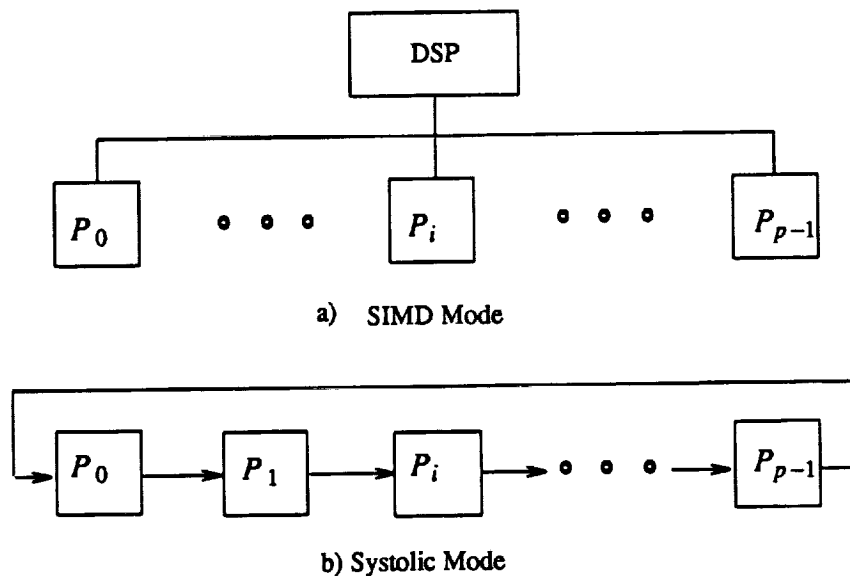 DSP
P0 Pi Pp−1
a) SIMD Mode
P0 P1 Pi Pp−1
b) Systolic Mode